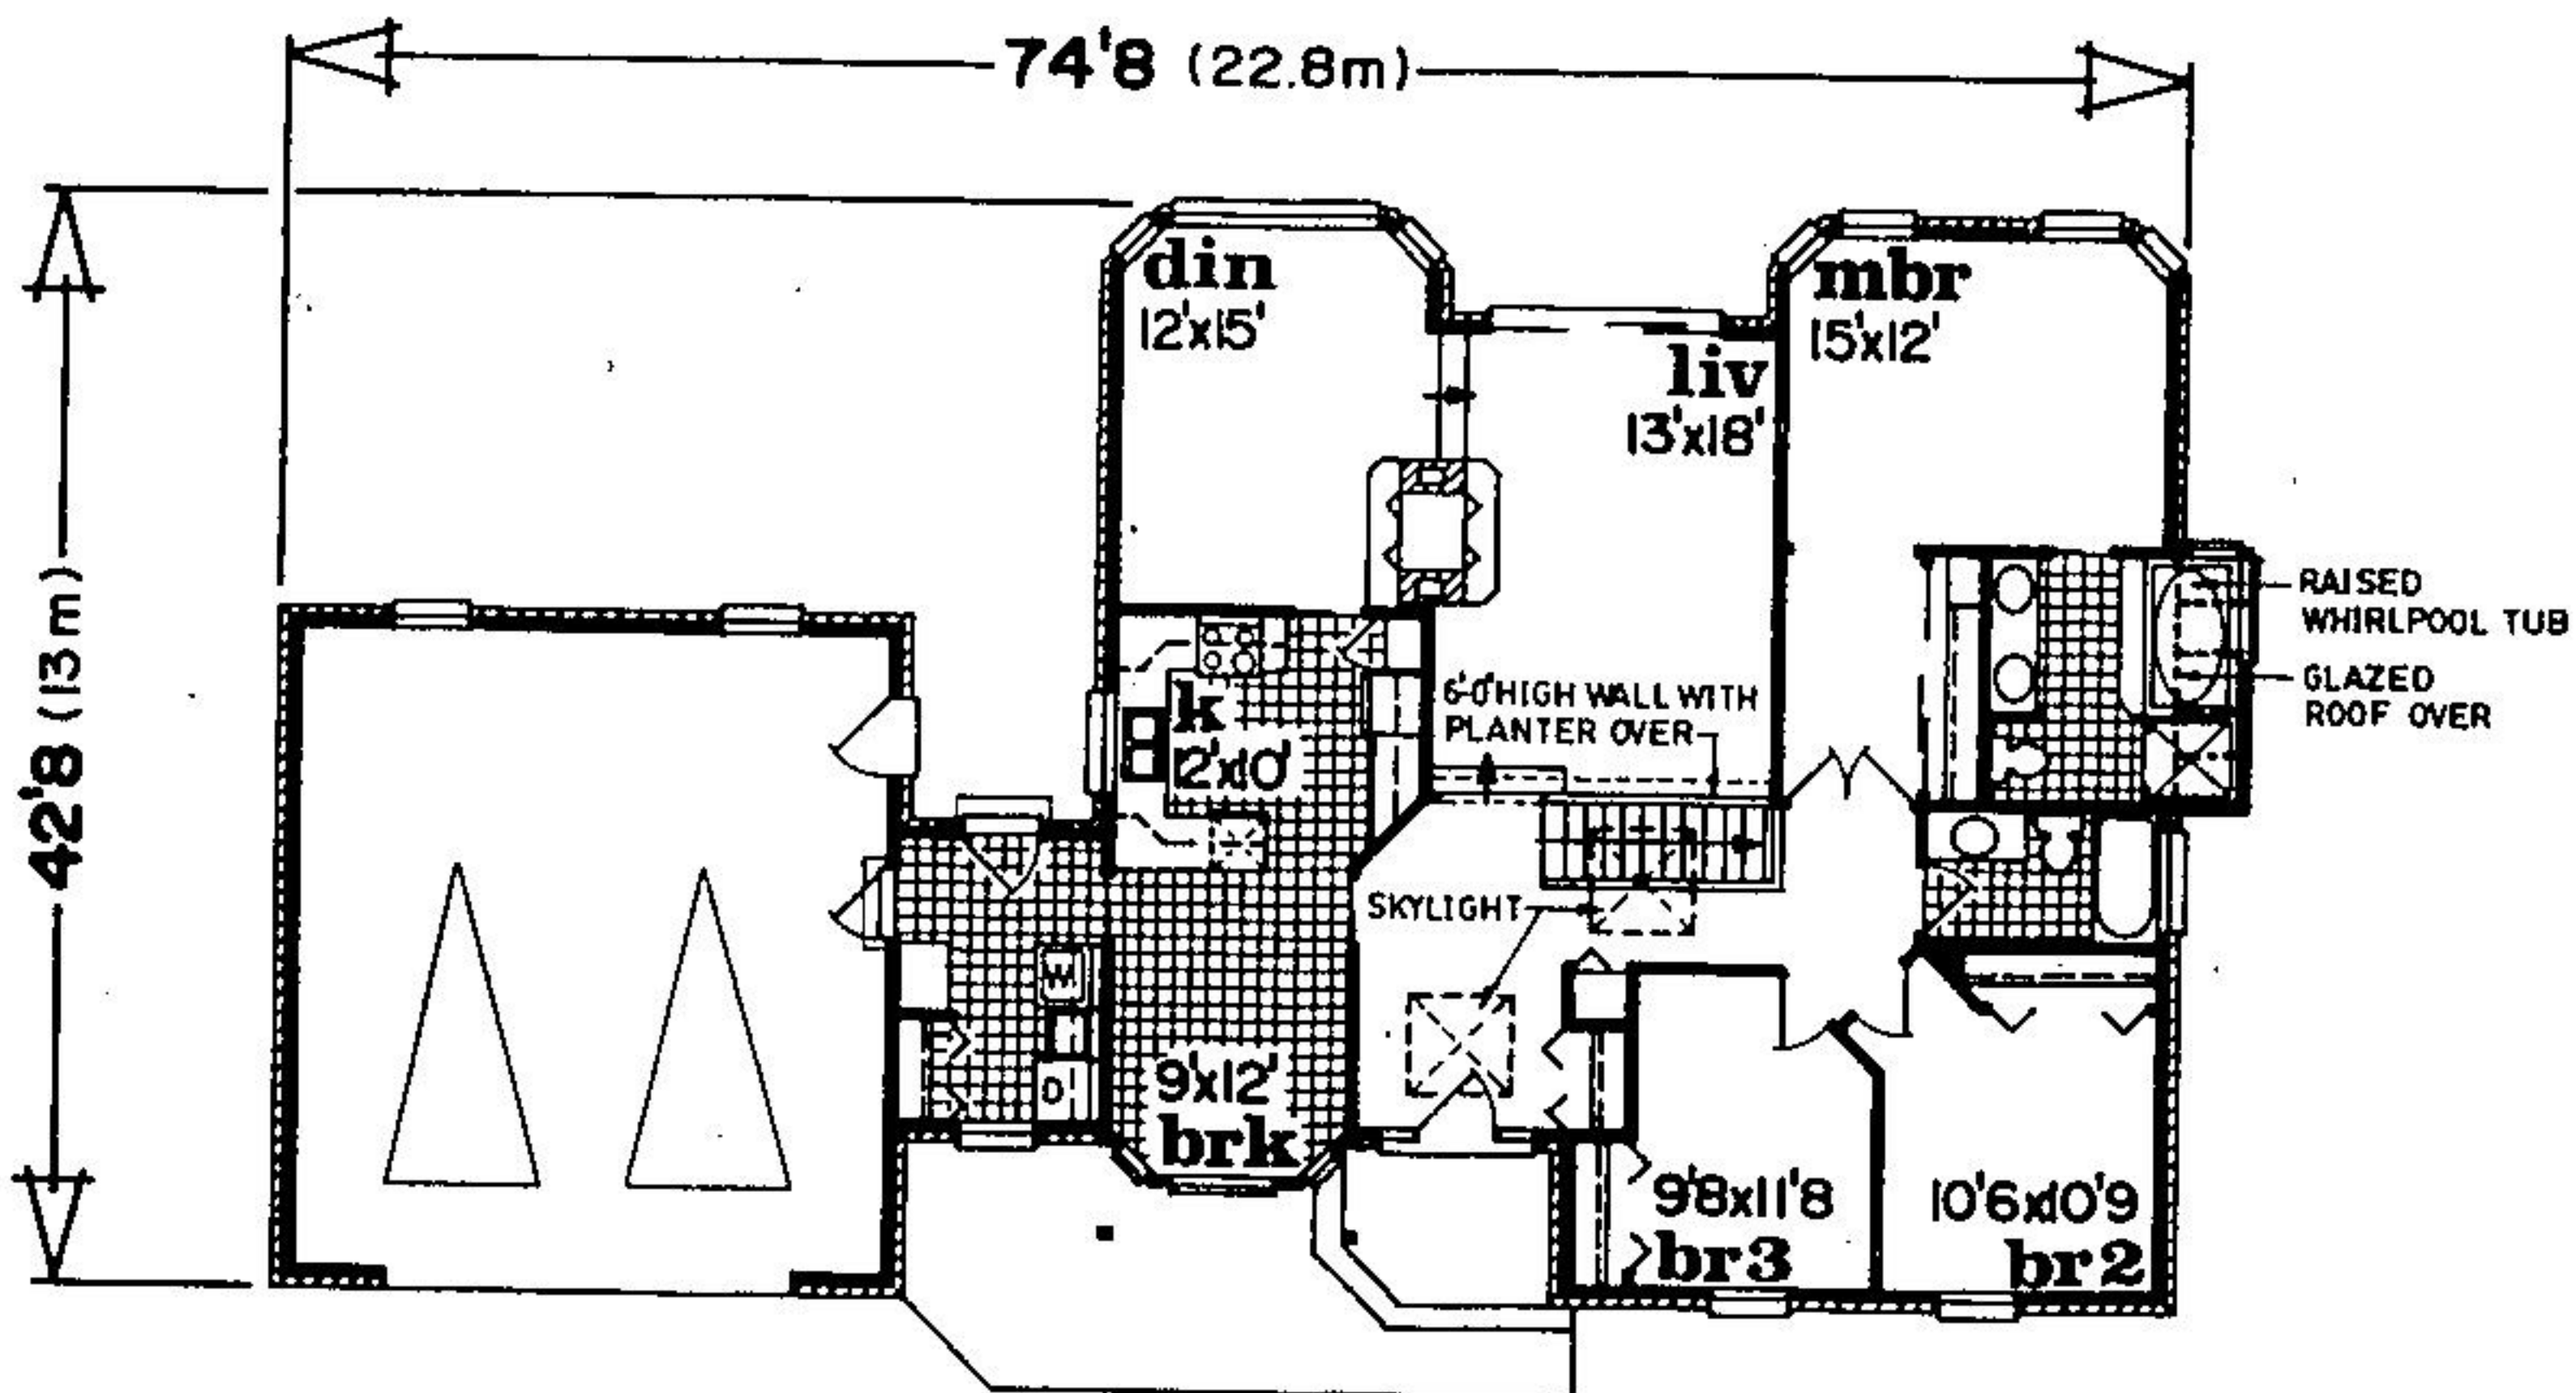 74'8 (22.8m)
42'8 (13m)
din
12'x15'
mbr
15'x12'
liv
13'x18'
RAISED
WHIRLPOOL TUB
GLAZED
ROOF OVER
6'-0" HIGH WALL WITH
PLANTER OVER
k
12'x10'
SKYLIGHT
W
D
9'x12'
brk
9'8x11'8
br3
10'6x10'9
br2